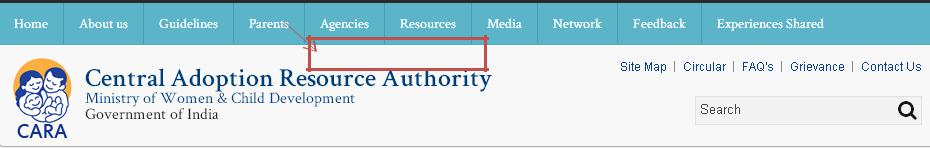 Home About us Guidelines Parents Agencies Resources Media Network Feedback Experiences Shared
Site Map | Circular | FAQ's | Grievance | Contact Us
Central Adoption Resource Authority
Ministry of Women & Child Development
Government of India
CARA
Search